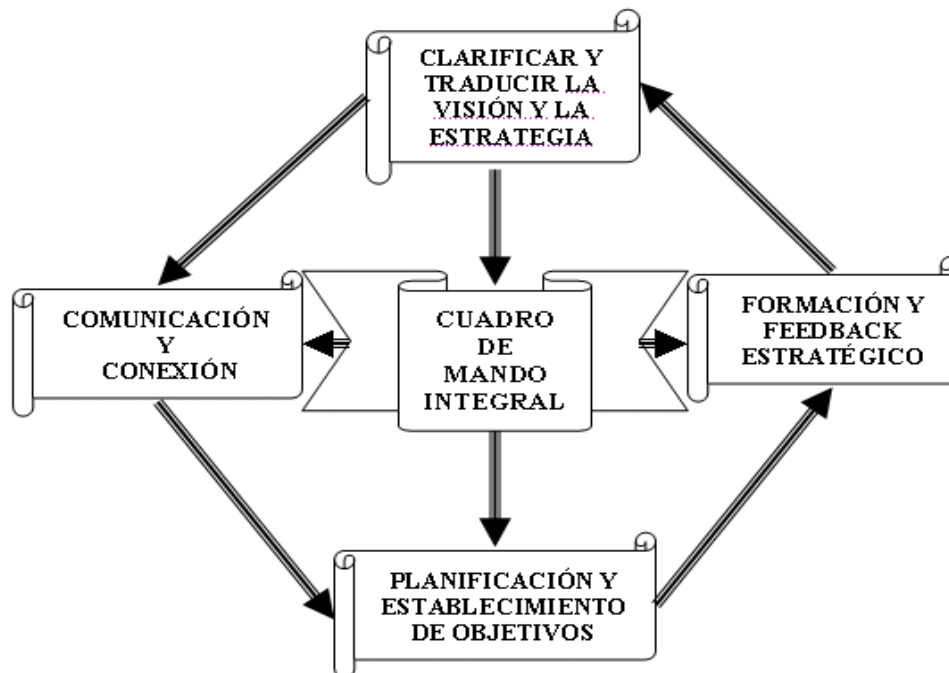 CLARIFICAR Y
TRADUCIR LA
VISIÓN Y LA
ESTRATEGIA
COMUNICACIÓN
Y
CONEXIÓN
CUADRO
DE
MANDO
INTEGRAL
FORMACIÓN Y
FEEDBACK
ESTRATÉGICO
PLANIFICACIÓN Y
ESTABLECIMIENTO
DE OBJETIVOS